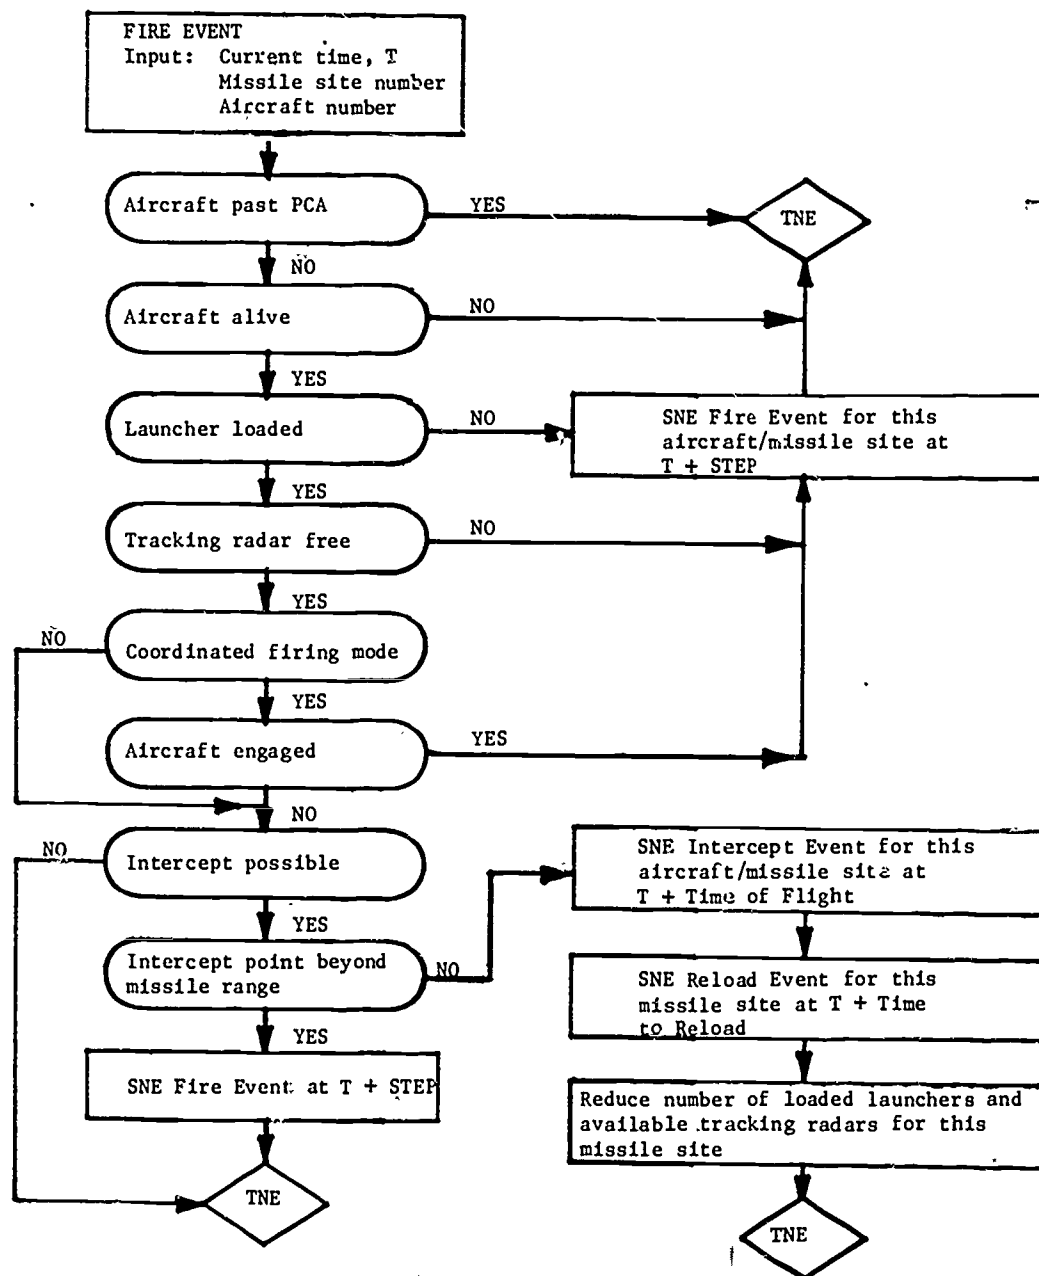 FIRE EVENT
Input: Current time, T
Missile site number
Aircraft number
Aircraft past PCA
YES
TNE
NO
Aircraft alive
NO
YES
Launcher loaded
NO
SNE Fire Event for this
aircraft/missile site at
T + STEP
YES
Tracking radar free
NO
YES
NO
Coordinated firing mode
YES
Aircraft engaged
YES
NO
NO
Intercept possible
SNE Intercept Event for this
aircraft/missile site at
T + Time of Flight
YES
Intercept point beyond
missile range
NO
SNE Reload Event for this
missile site at T + Time
to Reload
YES
SNE Fire Event at T + STEP
Reduce number of loaded launchers and
available tracking radars for this
missile site
TNE
TNE